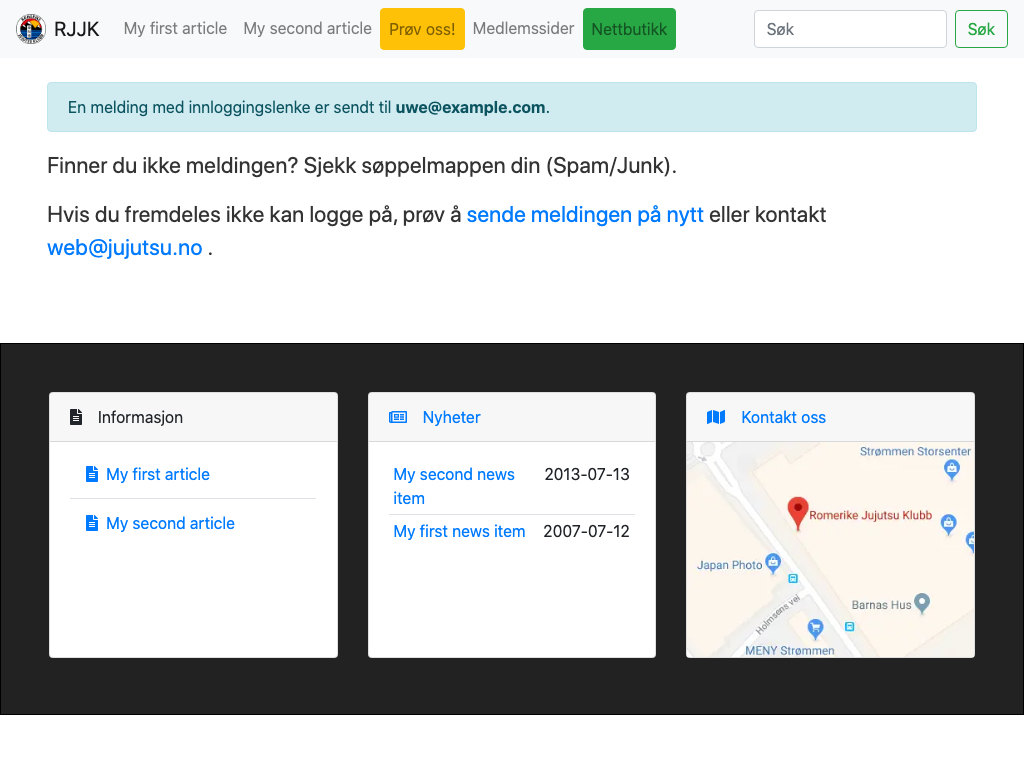 RJJK My first article My second article Prøv oss! Medlemssider Nettbutikk Søk Søk
En melding med innloggingslenke er sendt til uwe@example.com.
Finner du ikke meldingen? Sjekk søppelmappen din (Spam/Junk).
Hvis du fremdeles ikke kan logge på, prøv å sende meldingen på nytt eller kontakt
web@jujutsu.no .
Informasjon
My first article
My second article
Nyheter
My second news 2013-07-13
item
My first news item 2007-07-12
Kontakt oss
Strømmen Storsenter
Romerike Jujutsu Klubb
Japan Photo
Barnas Hus
Holmsens vei
MENY Strømmen